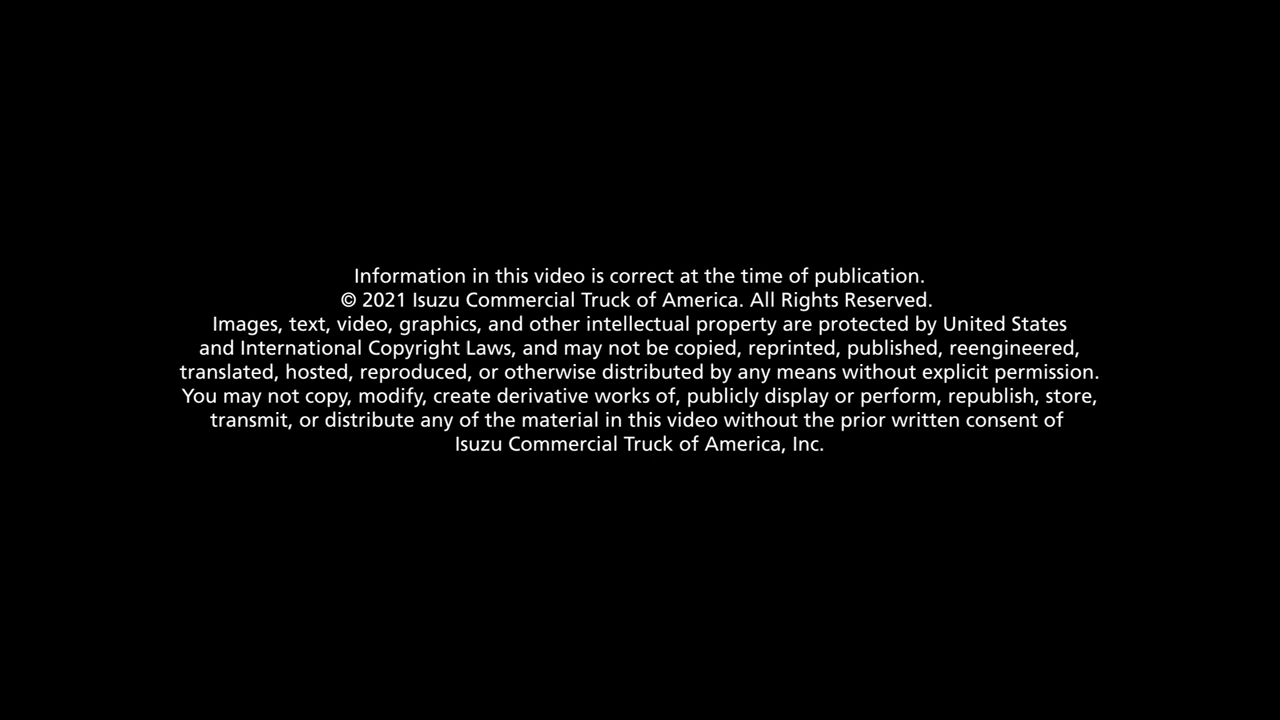 Information in this video is correct at the time of publication.
© 2021 Isuzu Commercial Truck of America. All Rights Reserved.
Images, text, video, graphics, and other intellectual property are protected by United States
and International Copyright Laws, and may not be copied, reprinted, published, reengineered,
translated, hosted, reproduced, or otherwise distributed by any means without explicit permission.
You may not copy, modify, create derivative works of, publicly display or perform, republish, store,
transmit, or distribute any of the material in this video without the prior written consent of
Isuzu Commercial Truck of America, Inc.